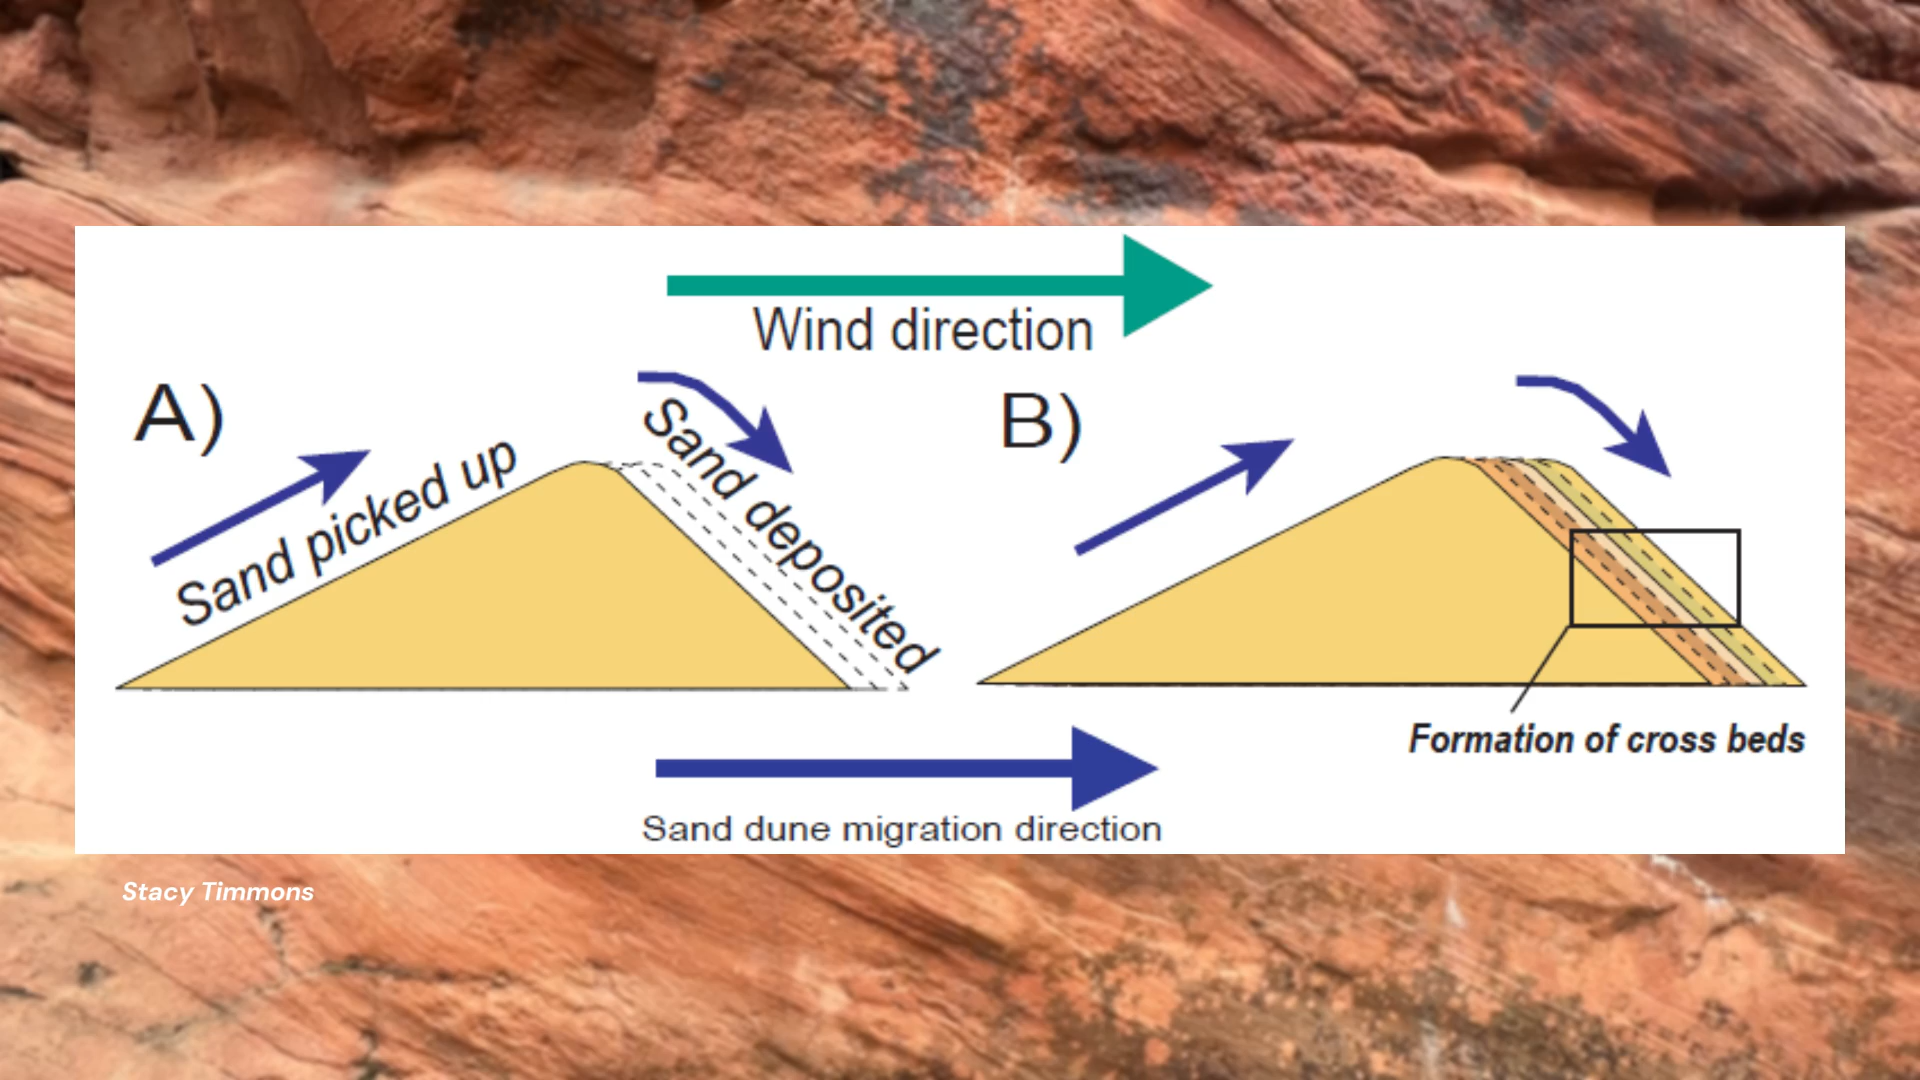 Wind direction
A)
Sand picked up
Sand deposited
B)
Formation of cross beds
Sand dune migration direction
Stacy Timmons